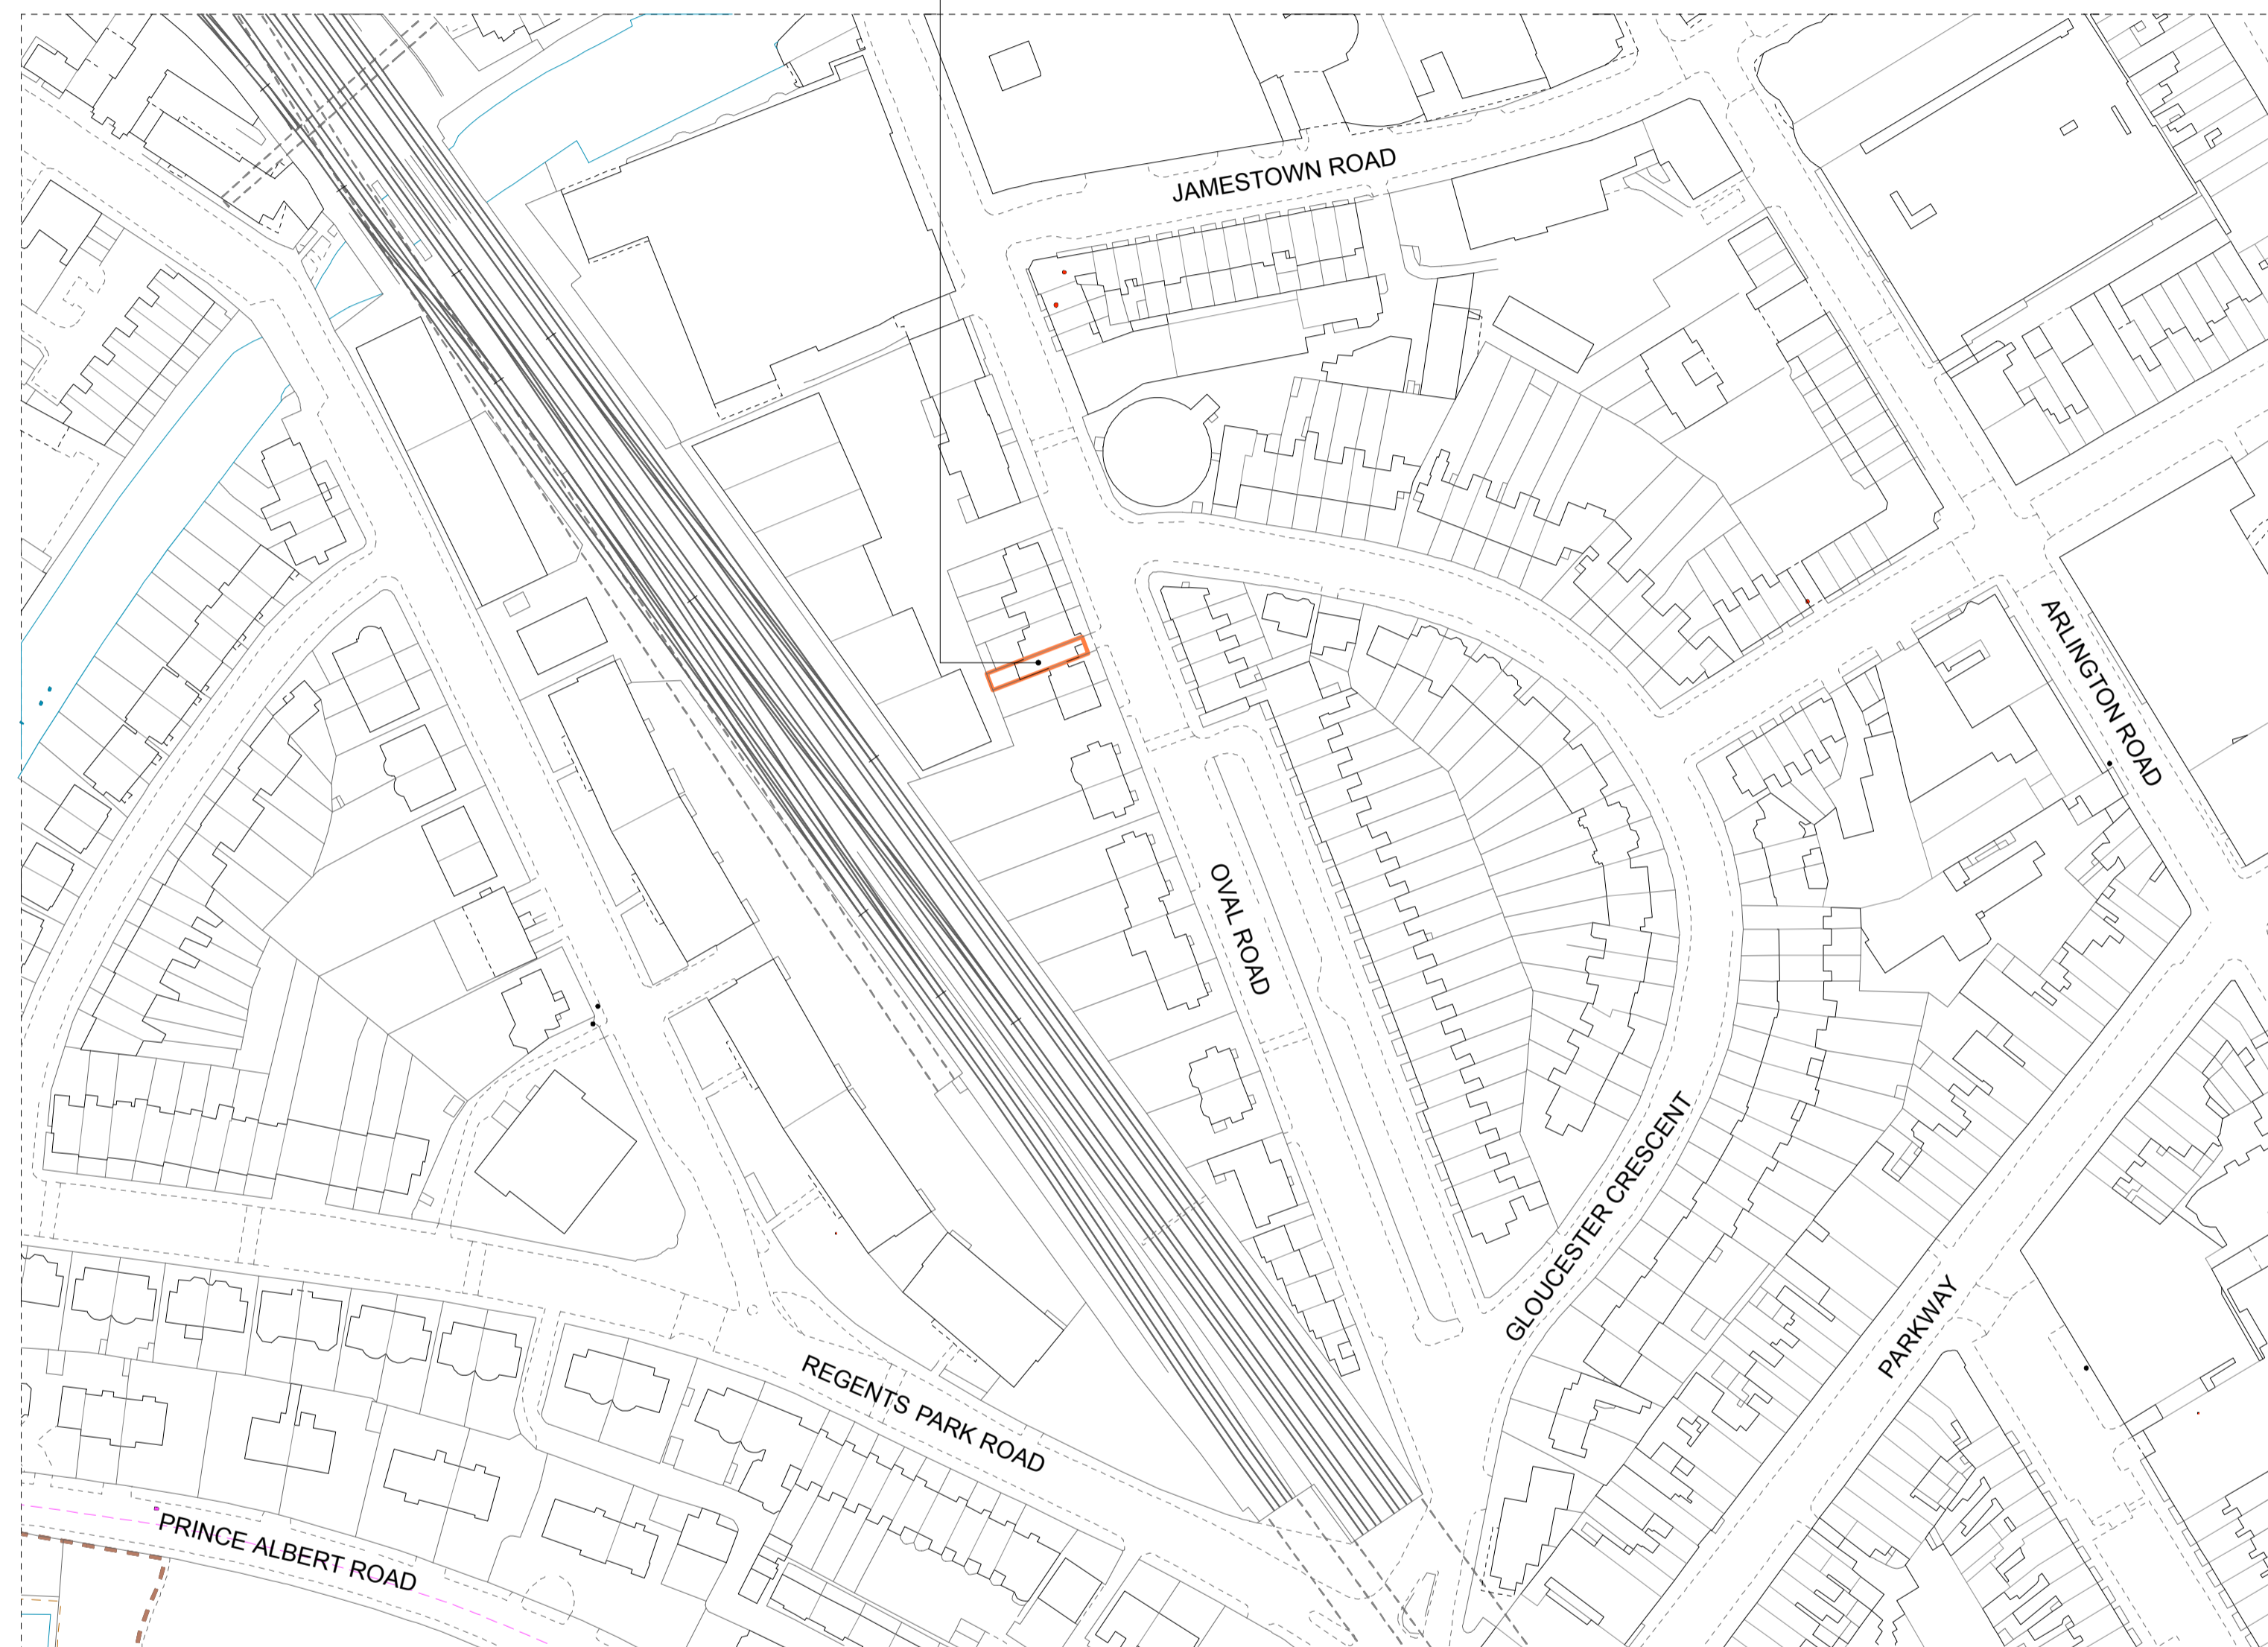 JAMESTOWN ROAD
ARLINGTON ROAD
OVAL ROAD
GLOUCESTER CRESCENT
PARKWAY
REGENTS PARK ROAD
PRINCE ALBERT ROAD